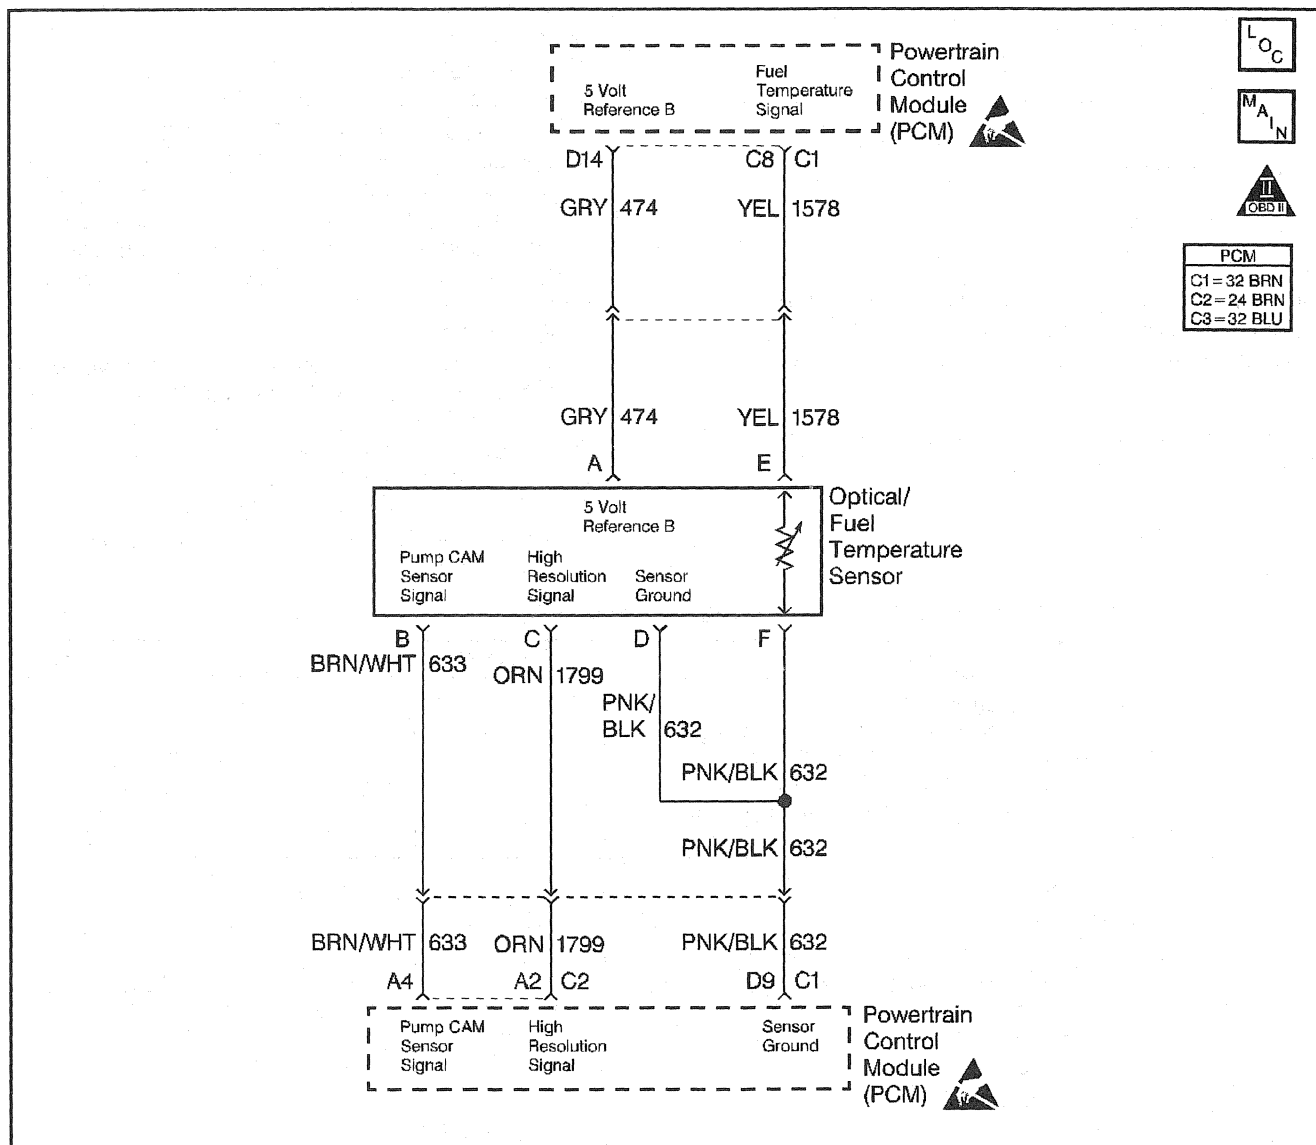 Powertrain
Control
Module
(PCM)
5 Volt
Reference B
Fuel
Temperature
Signal
LOC
MAIN
II
OBD II
PCM
C1=32 BRN
C2=24 BRN
C3=32 BLU
D14 C8 C1
GRY 474 YEL 1578
GRY 474 YEL 1578
A E
5 Volt
Reference B
Pump CAM
Sensor
Signal
High
Resolution
Signal
Sensor
Ground
Optical/
Fuel
Temperature
Sensor
B C D F
BRN/WHT 633 ORN 1799
PNK/
BLK 632
PNK/BLK 632
PNK/BLK 632
BRN/WHT 633 ORN 1799 PNK/BLK 632
A4 A2 C2 D9 C1
Pump CAM
Sensor
Signal
High
Resolution
Signal
Sensor
Ground
Powertrain
Control
Module
(PCM)